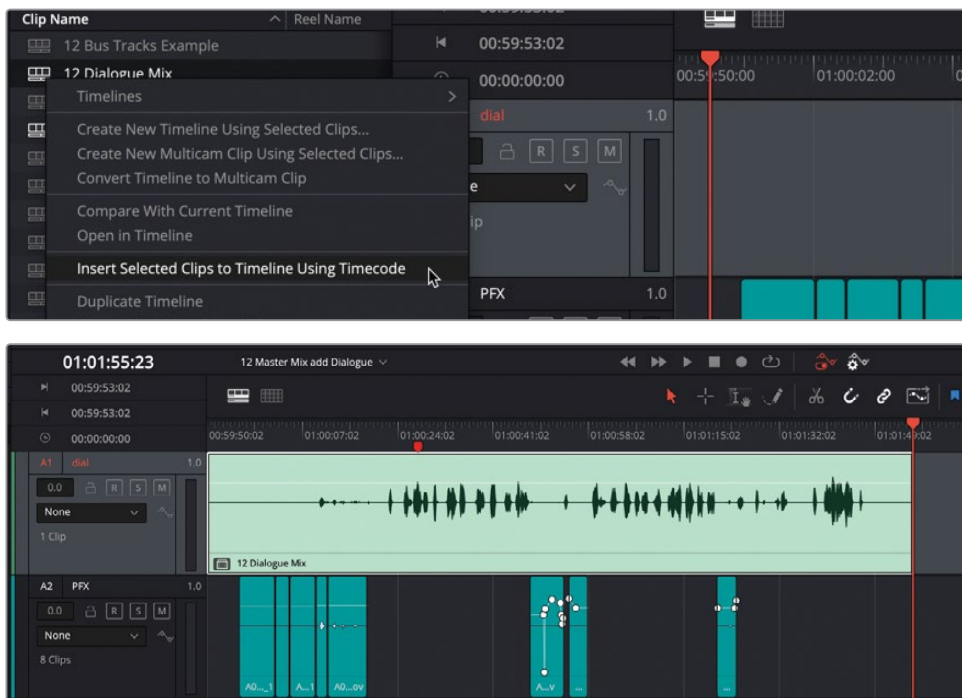 Clip Name Reel Name
12 Bus Tracks Example
12 Dialogue Mix
Timelines
Create New Timeline Using Selected Clips...
Create New Multicam Clip Using Selected Clips...
Convert Timeline to Multicam Clip
Compare With Current Timeline
Open in Timeline
Insert Selected Clips to Timeline Using Timecode
Duplicate Timeline
00:59:53:02
00:00:00:00
dial 1.0
R S M
PFX 1.0
01:00:02:00
01:01:55:23 12 Master Mix add Dialogue
00:59:53:02
00:59:53:02
00:00:00:00
00:59:50:02 01:00:07:02 01:00:24:02 01:00:41:02 01:00:58:02 01:01:15:02 01:01:32:02
A1 dial 1.0
0.0 R S M
None
1 Clip
12 Dialogue Mix
A2 PFX 1.0
0.0 R S M
None
8 Clips
A0..._1 A...1 A0...ov A...v ... ...